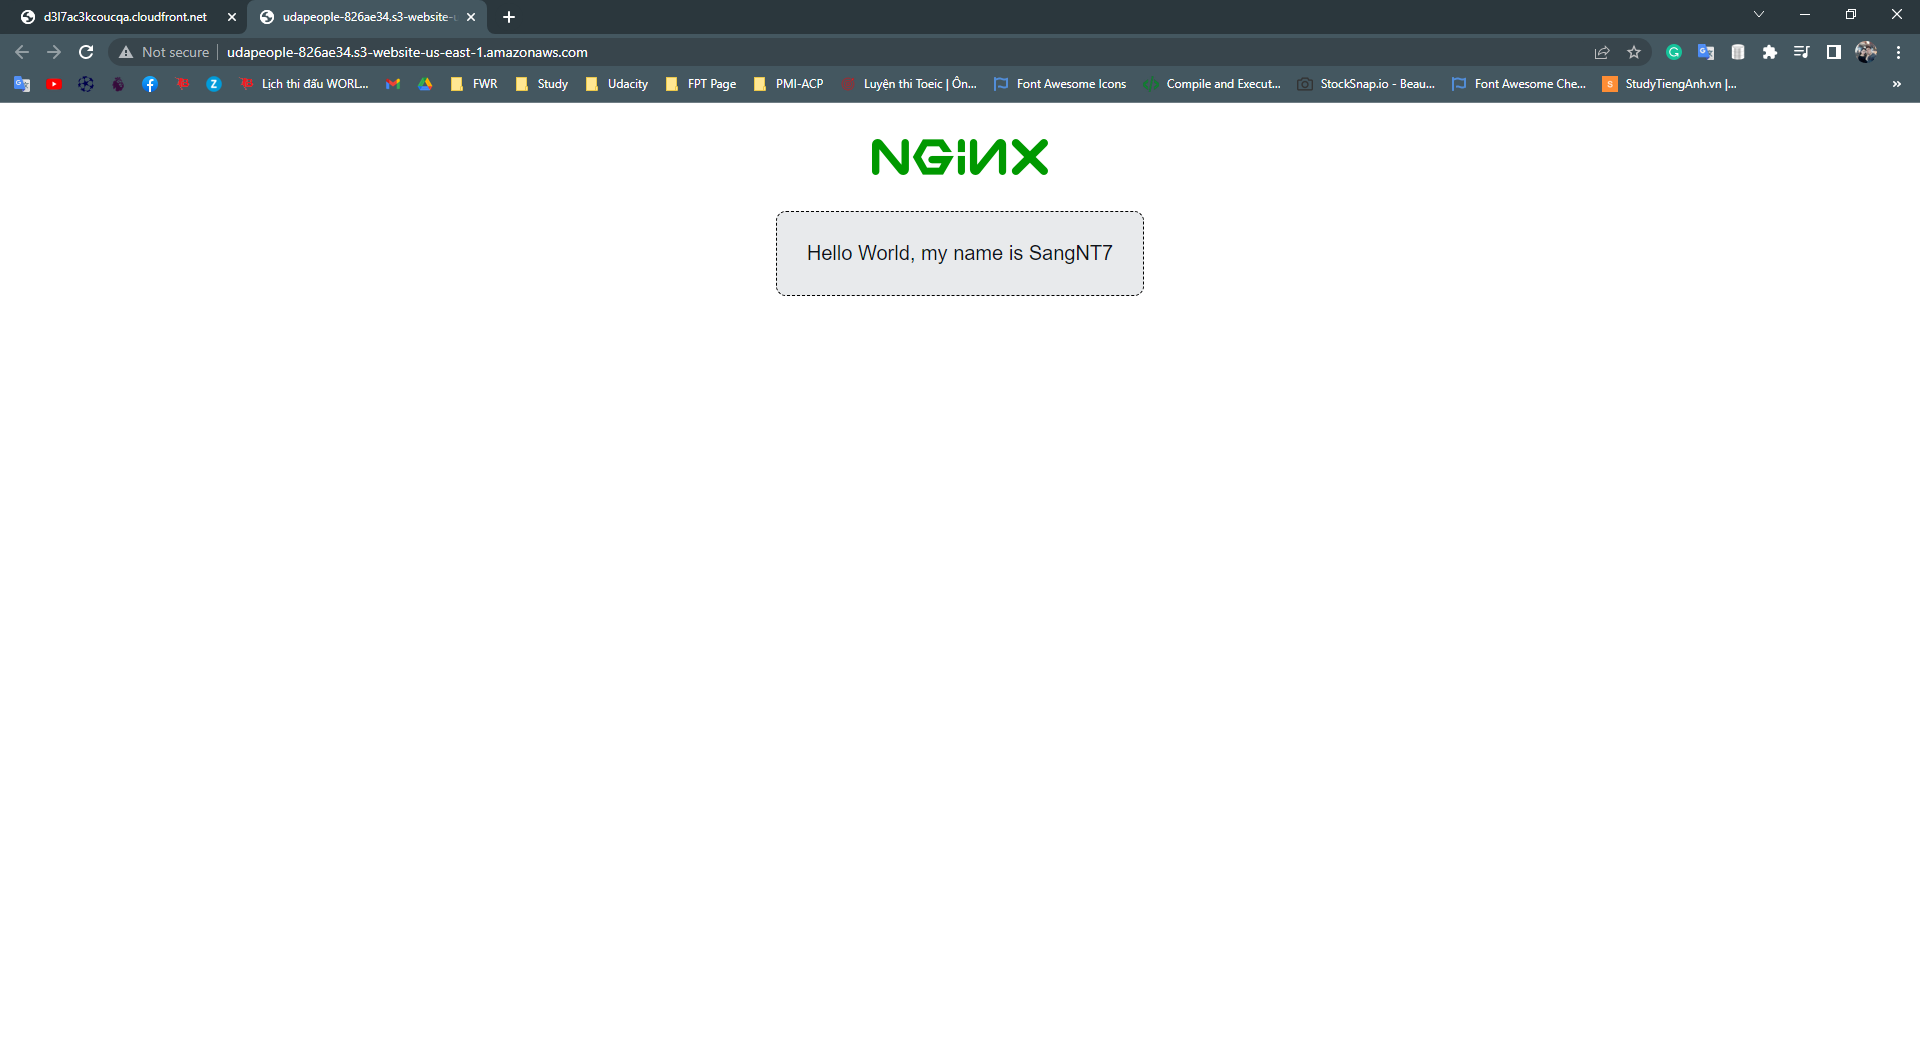 d3l7ac3kcoucqa.cloudfront.net
udapeople-826ae34.s3-website-
Not secure
udapeople-826ae34.s3-website-us-east-1.amazonaws.com
Lịch thi đấu WORL...
FWR
Study
Udacity
FPT Page
PMI-ACP
Luyện thi Toeic | Ôn...
Font Awesome Icons
Compile and Execut...
StockSnap.io - Beau...
Font Awesome Che...
StudyTiengAnh.vn |...
NGiNX
Hello World, my name is SangNT7